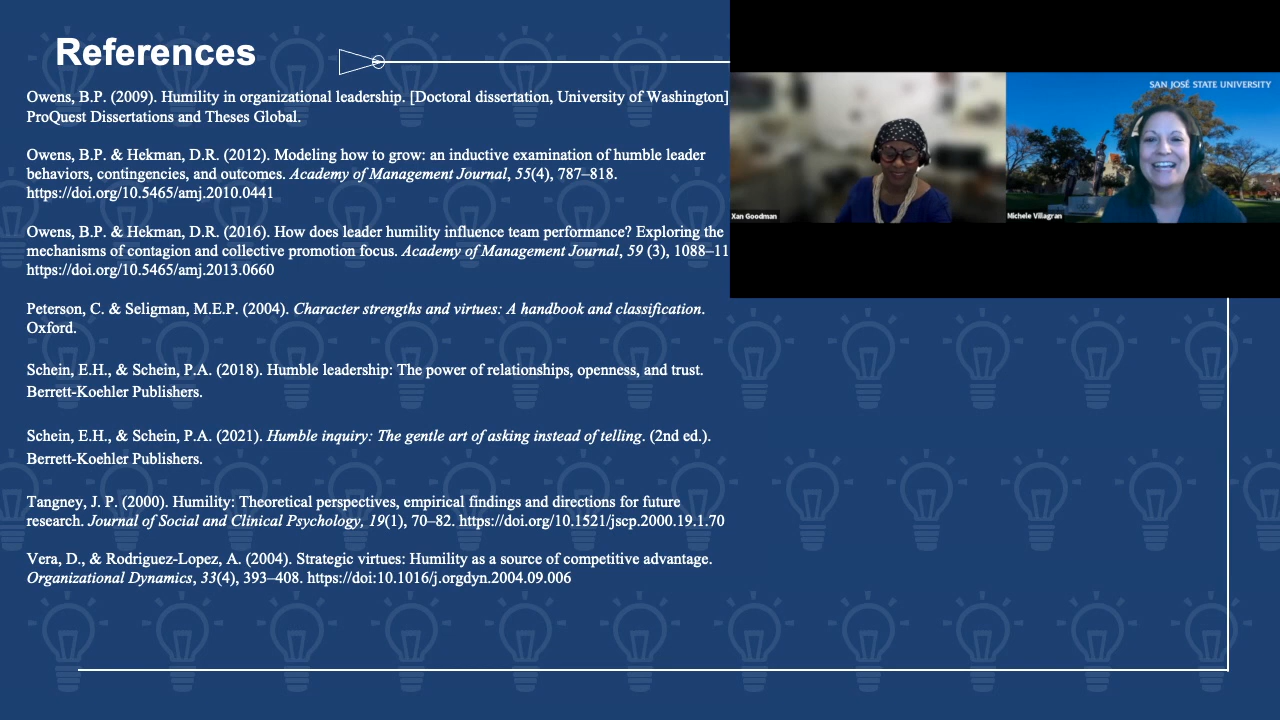 References
Owens, B.P. (2009). Humility in organizational leadership. [Doctoral dissertation, University of Washington]
ProQuest Dissertations and Theses Global.
Owens, B.P. & Hekman, D.R. (2012). Modeling how to grow: an inductive examination of humble leader
behaviors, contingencies, and outcomes. Academy of Management Journal, 55(4), 787–818.
https://doi.org/10.5465/amj.2010.0441
Owens, B.P. & Hekman, D.R. (2016). How does leader humility influence team performance? Exploring the
mechanisms of contagion and collective promotion focus. Academy of Management Journal, 59 (3), 1088–11
https://doi.org/10.5465/amj.2013.0660
Peterson, C. & Seligman, M.E.P. (2004). Character strengths and virtues: A handbook and classification.
Oxford.
Schein, E.H., & Schein, P.A. (2018). Humble leadership: The power of relationships, openness, and trust.
Berrett-Koehler Publishers.
Schein, E.H., & Schein, P.A. (2021). Humble inquiry: The gentle art of asking instead of telling. (2nd ed.).
Berrett-Koehler Publishers.
Tangney, J. P. (2000). Humility: Theoretical perspectives, empirical findings and directions for future
research. Journal of Social and Clinical Psychology, 19(1), 70–82. https://doi.org/10.1521/jscp.2000.19.1.70
Vera, D., & Rodriguez-Lopez, A. (2004). Strategic virtues: Humility as a source of competitive advantage.
Organizational Dynamics, 33(4), 393–408. https://doi:10.1016/j.orgdyn.2004.09.006
SAN JOSÉ STATE UNIVERSITY
Xan Goodman
Michele Villagran